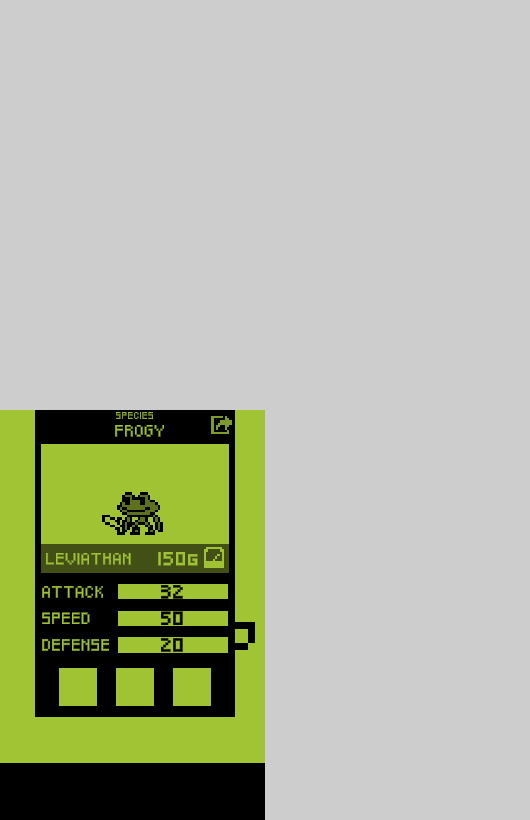 SPECIES
FROGY
LEVIATHAN 150G
ATTACK 32
SPEED 50
DEFENSE 20